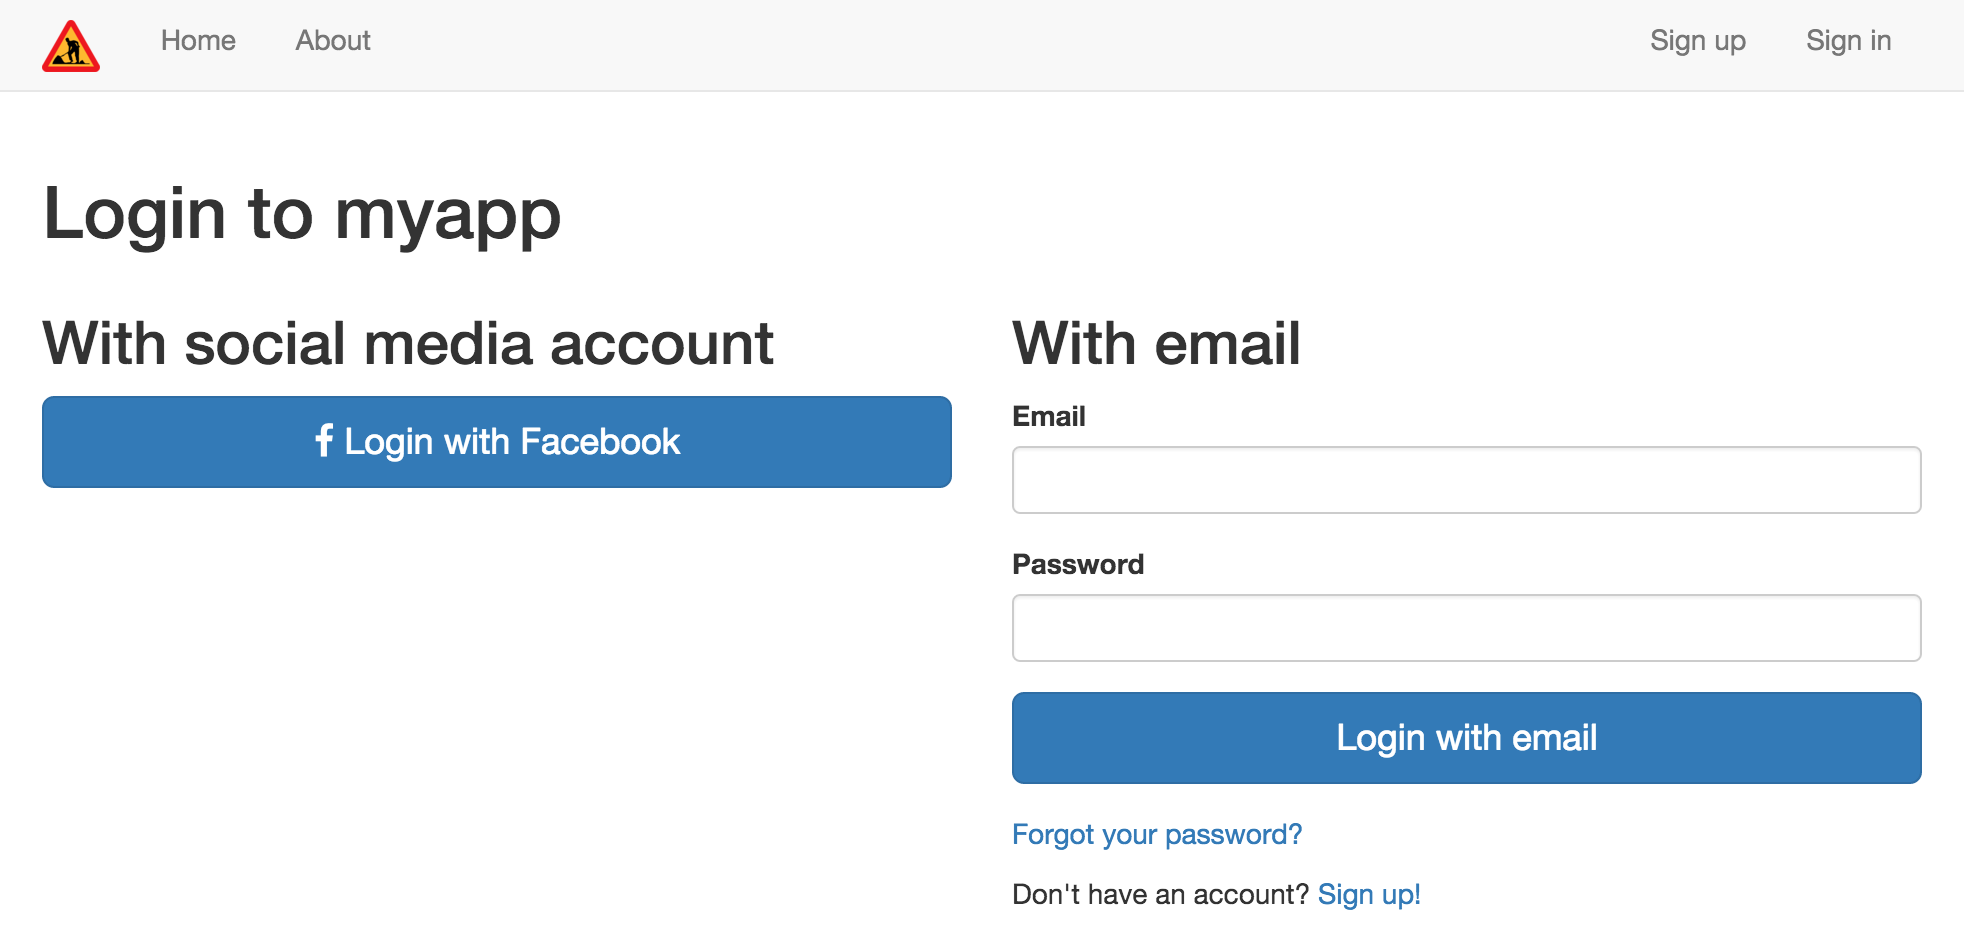 Home About Sign up Sign in
Login to myapp
With social media account
Login with Facebook
With email
Email
Password
Login with email
Forgot your password?
Don't have an account? Sign up!